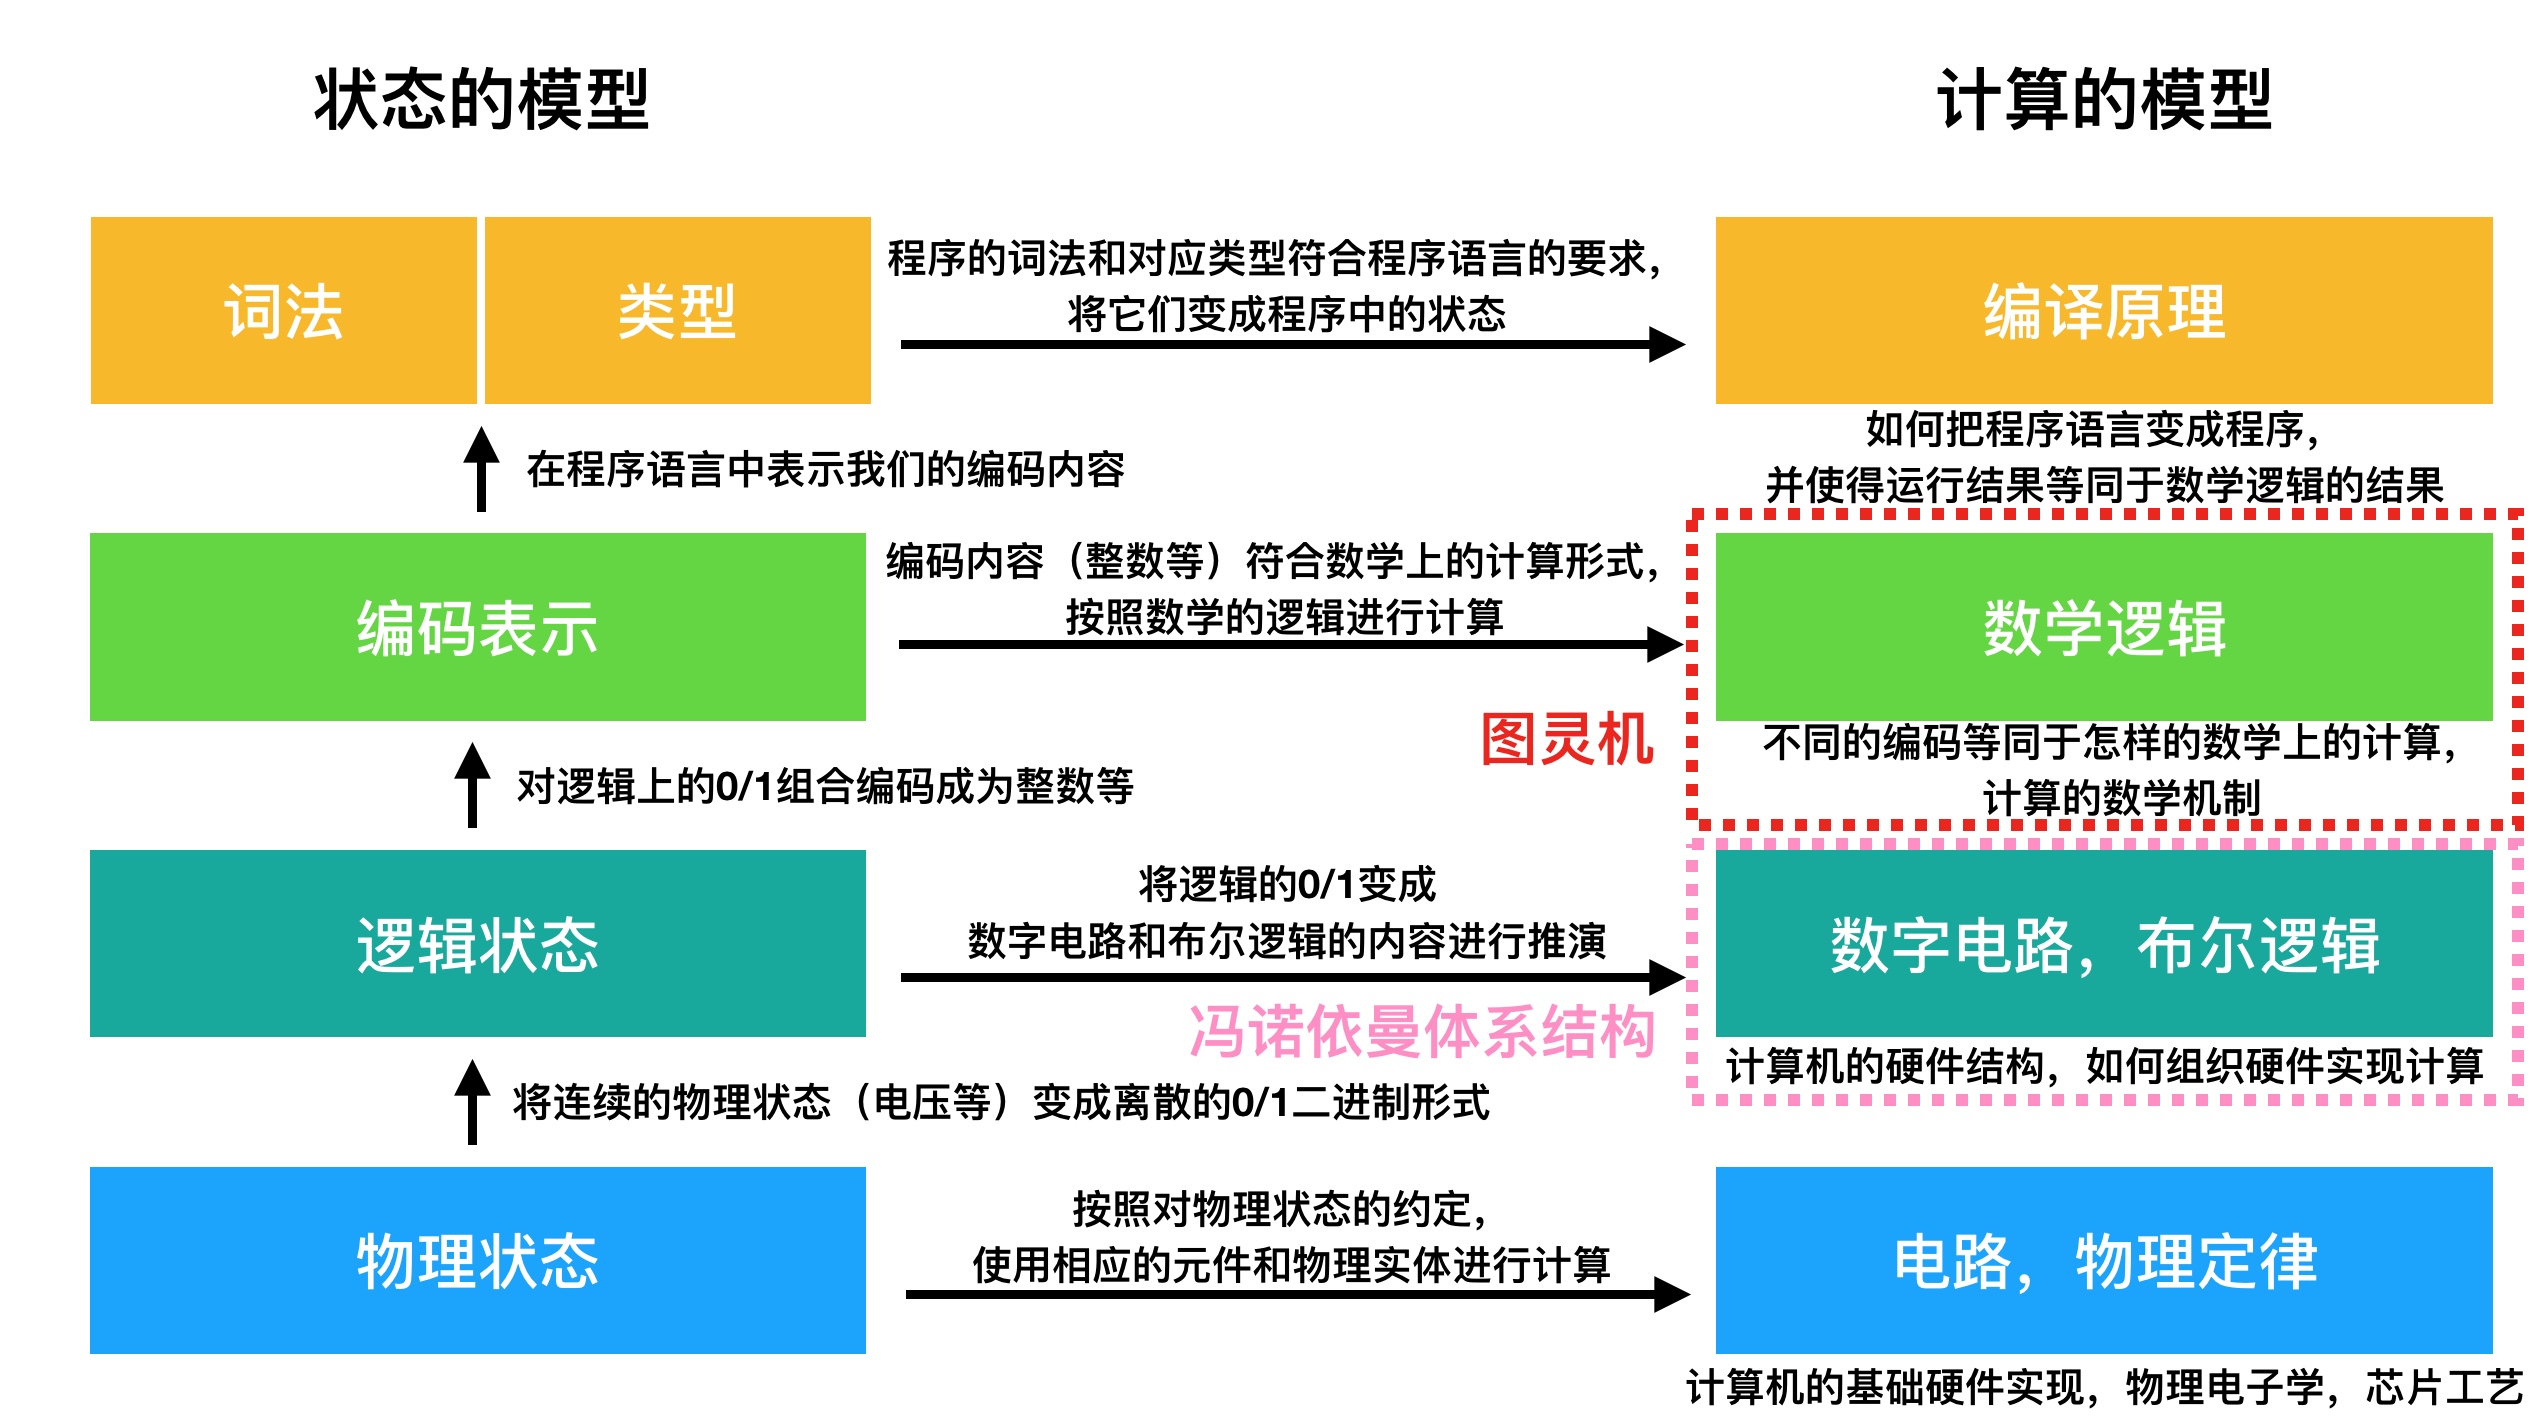 状态的模型
计算的模型
词法
类型
程序的词法和对应类型符合程序语言的要求，
将它们变成程序中的状态
编译原理
如何把程序语言变成程序，
并使得运行结果等同于数学逻辑的结果
在程序语言中表示我们的编码内容
编码表示
编码内容（整数等）符合数学上的计算形式，
按照数学的逻辑进行计算
数学逻辑
图灵机
不同的编码等同于怎样的数学上的计算，
计算的数学机制
对逻辑上的0/1组合编码成为整数等
逻辑状态
将逻辑的0/1变成
数字电路和布尔逻辑的内容进行推演
数字电路，布尔逻辑
冯诺依曼体系结构
计算机的硬件结构，如何组织硬件实现计算
将连续的物理状态（电压等）变成离散的0/1二进制形式
物理状态
按照对物理状态的约定，
使用相应的元件和物理实体进行计算
电路，物理定律
计算机的基础硬件实现，物理电子学，芯片工艺